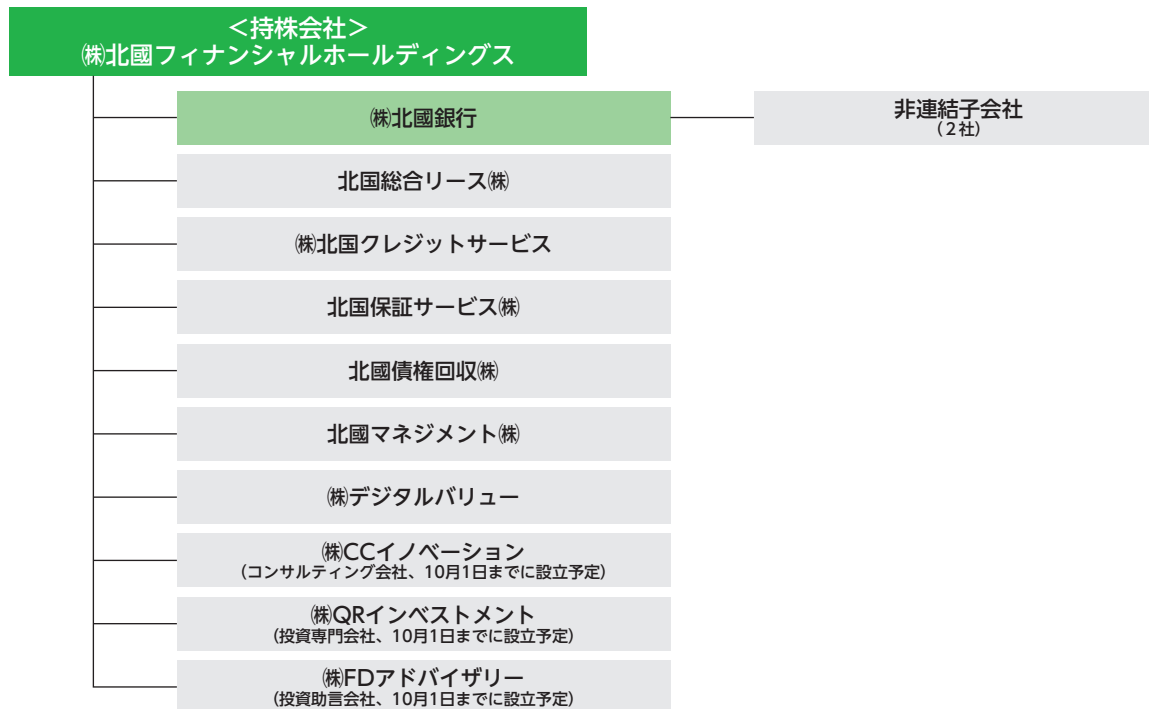 ＜持株会社＞
㈱北國フィナンシャルホールディングス
㈱北國銀行
非連結子会社
（2社）
北国総合リース㈱
㈱北国クレジットサービス
北国保証サービス㈱
北國債権回収㈱
北國マネジメント㈱
㈱デジタルバリュー
㈱CCイノベーション
（コンサルティング会社、10月1日までに設立予定）
㈱QRインベストメント
（投資専門会社、10月1日までに設立予定）
㈱FDアドバイザリー
（投資助言会社、10月1日までに設立予定）